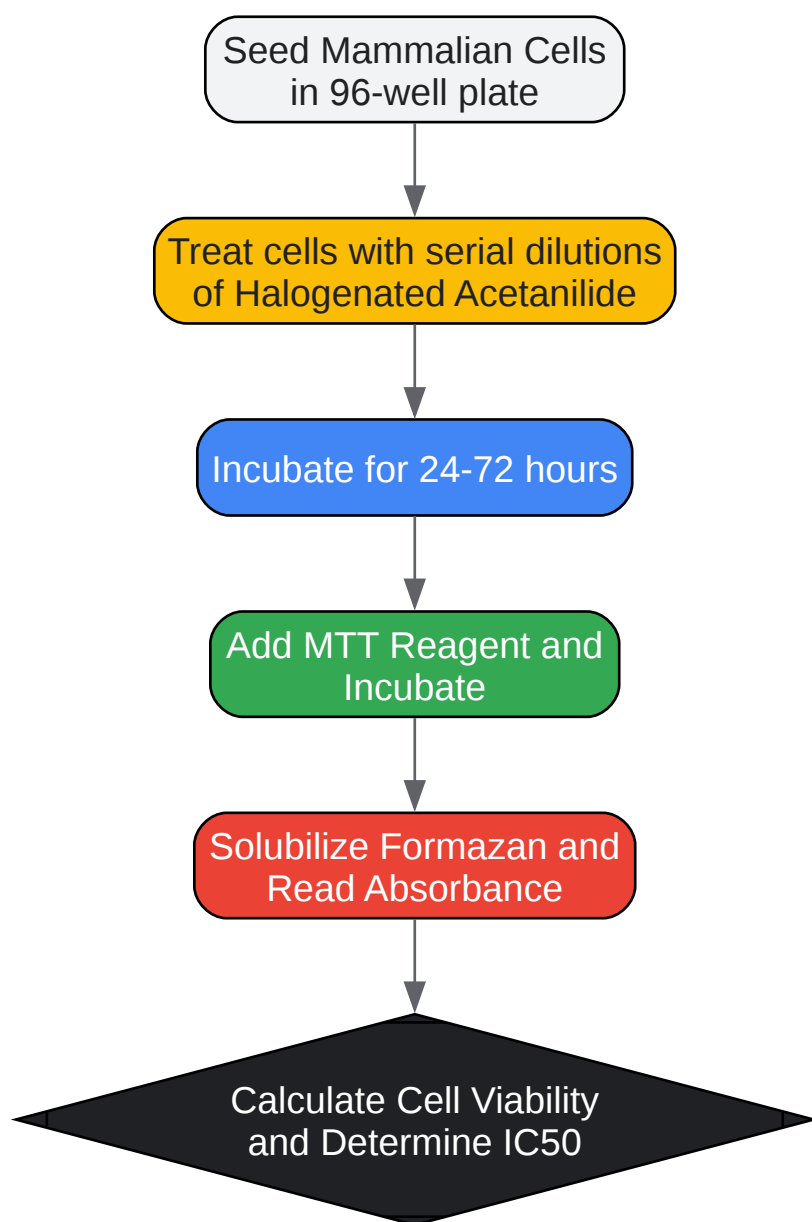 Seed Mammalian Cells
in 96-well plate
Treat cells with serial dilutions
of Halogenated Acetanilide
Incubate for 24-72 hours
Add MTT Reagent and
Incubate
Solubilize Formazan and
Read Absorbance
Calculate Cell Viability
and Determine IC50